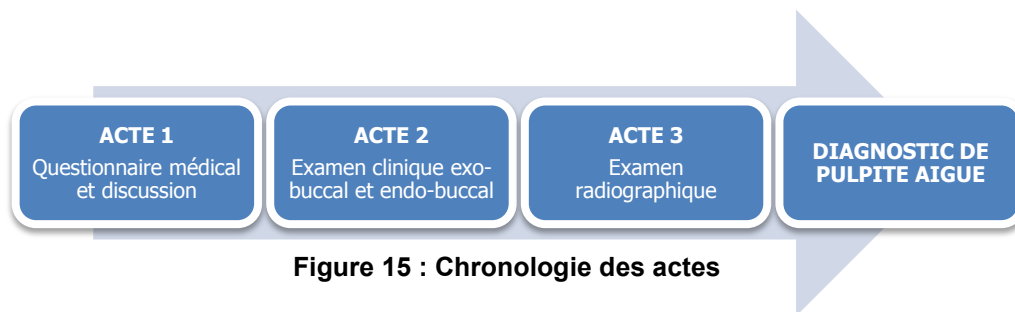 ACTE 1
Questionnaire médical
et discussion
ACTE 2
Examen clinique exo-
buccal et endo-buccal
ACTE 3
Examen
radiographique
DIAGNOSTIC DE
PULPITE AIGUE
Figure 15 : Chronologie des actes